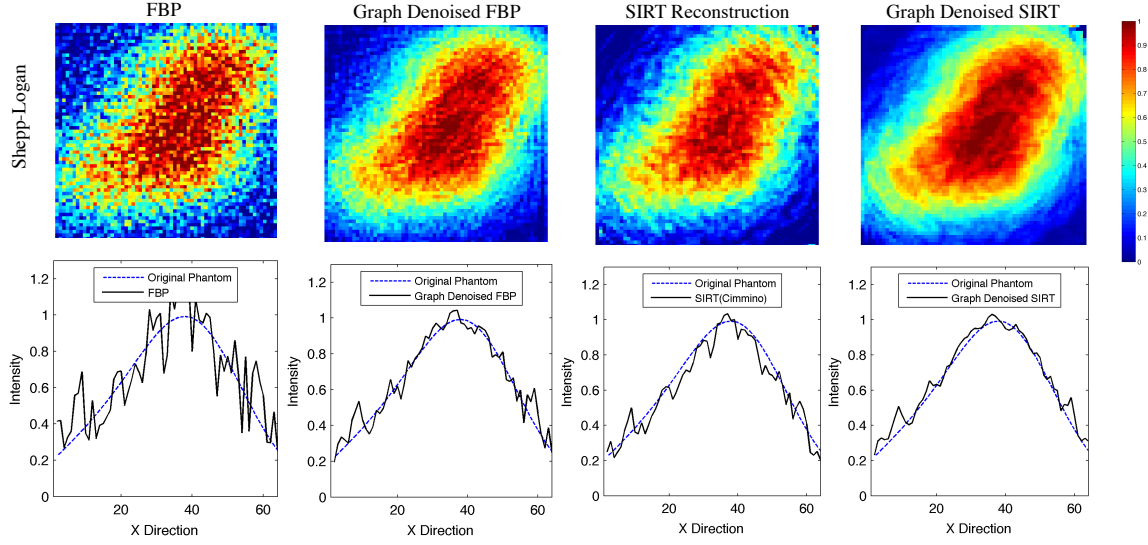 FBP
Graph Denoised FBP
SIRT Reconstruction
Graph Denoised SIRT
Shepp-Logan
1
0.9
0.8
0.7
0.6
0.5
0.4
0.3
0.2
0.1
0
1.2
1
0.8
0.6
0.4
0.2
0
20
40
60
Intensity
X Direction
Original Phantom
FBP
1.2
1
0.8
0.6
0.4
0.2
0
20
40
60
Intensity
X Direction
Original Phantom
Graph Denoised FBP
1.2
1
0.8
0.6
0.4
0.2
0
20
40
60
Intensity
X Direction
Original Phantom
SIRT(Cimmino)
1.2
1
0.8
0.6
0.4
0.2
0
20
40
60
Intensity
X Direction
Original Phantom
Graph Denoised SIRT